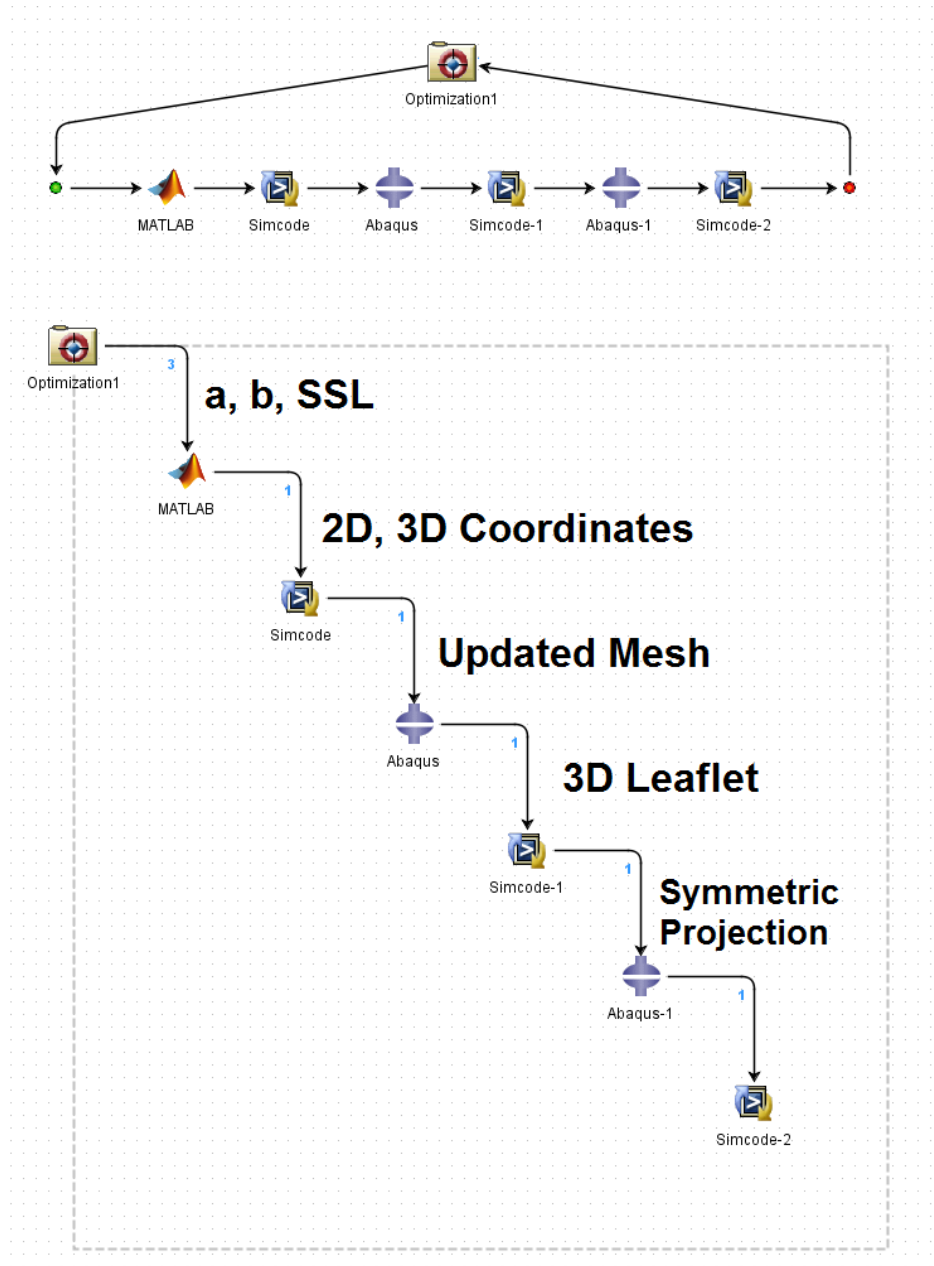 Optimization1
MATLAB
Simcode
Abaqus
Simcode-1
Abaqus-1
Simcode-2
Optimization1
3
a, b, SSL
MATLAB
1
2D, 3D Coordinates
Simcode
1
Updated Mesh
Abaqus
1
3D Leaflet
Simcode-1
1
Symmetric
Projection
Abaqus-1
1
Simcode-2